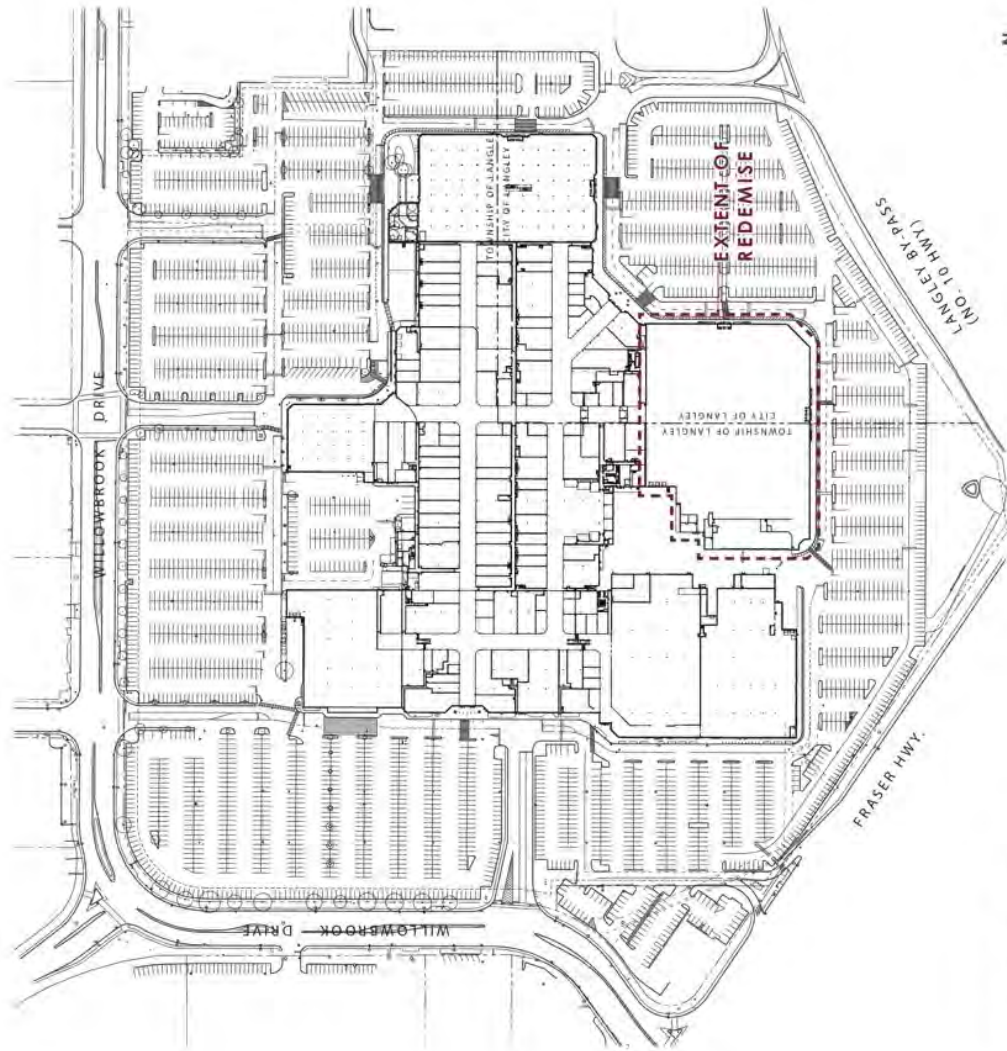 TOWNSHIP OF LANGLE
CITY OF LANGLEY
EXTENT OF
REDEMISE
LANGLEY BY-PASS
(NO. 10 HWY)
WILLOWBROOK DRIVE
TOWNSHIP OF LANGLEY
CITY OF LANGLEY
FRASER HWY.
WILLOWBROOK DRIVE
N